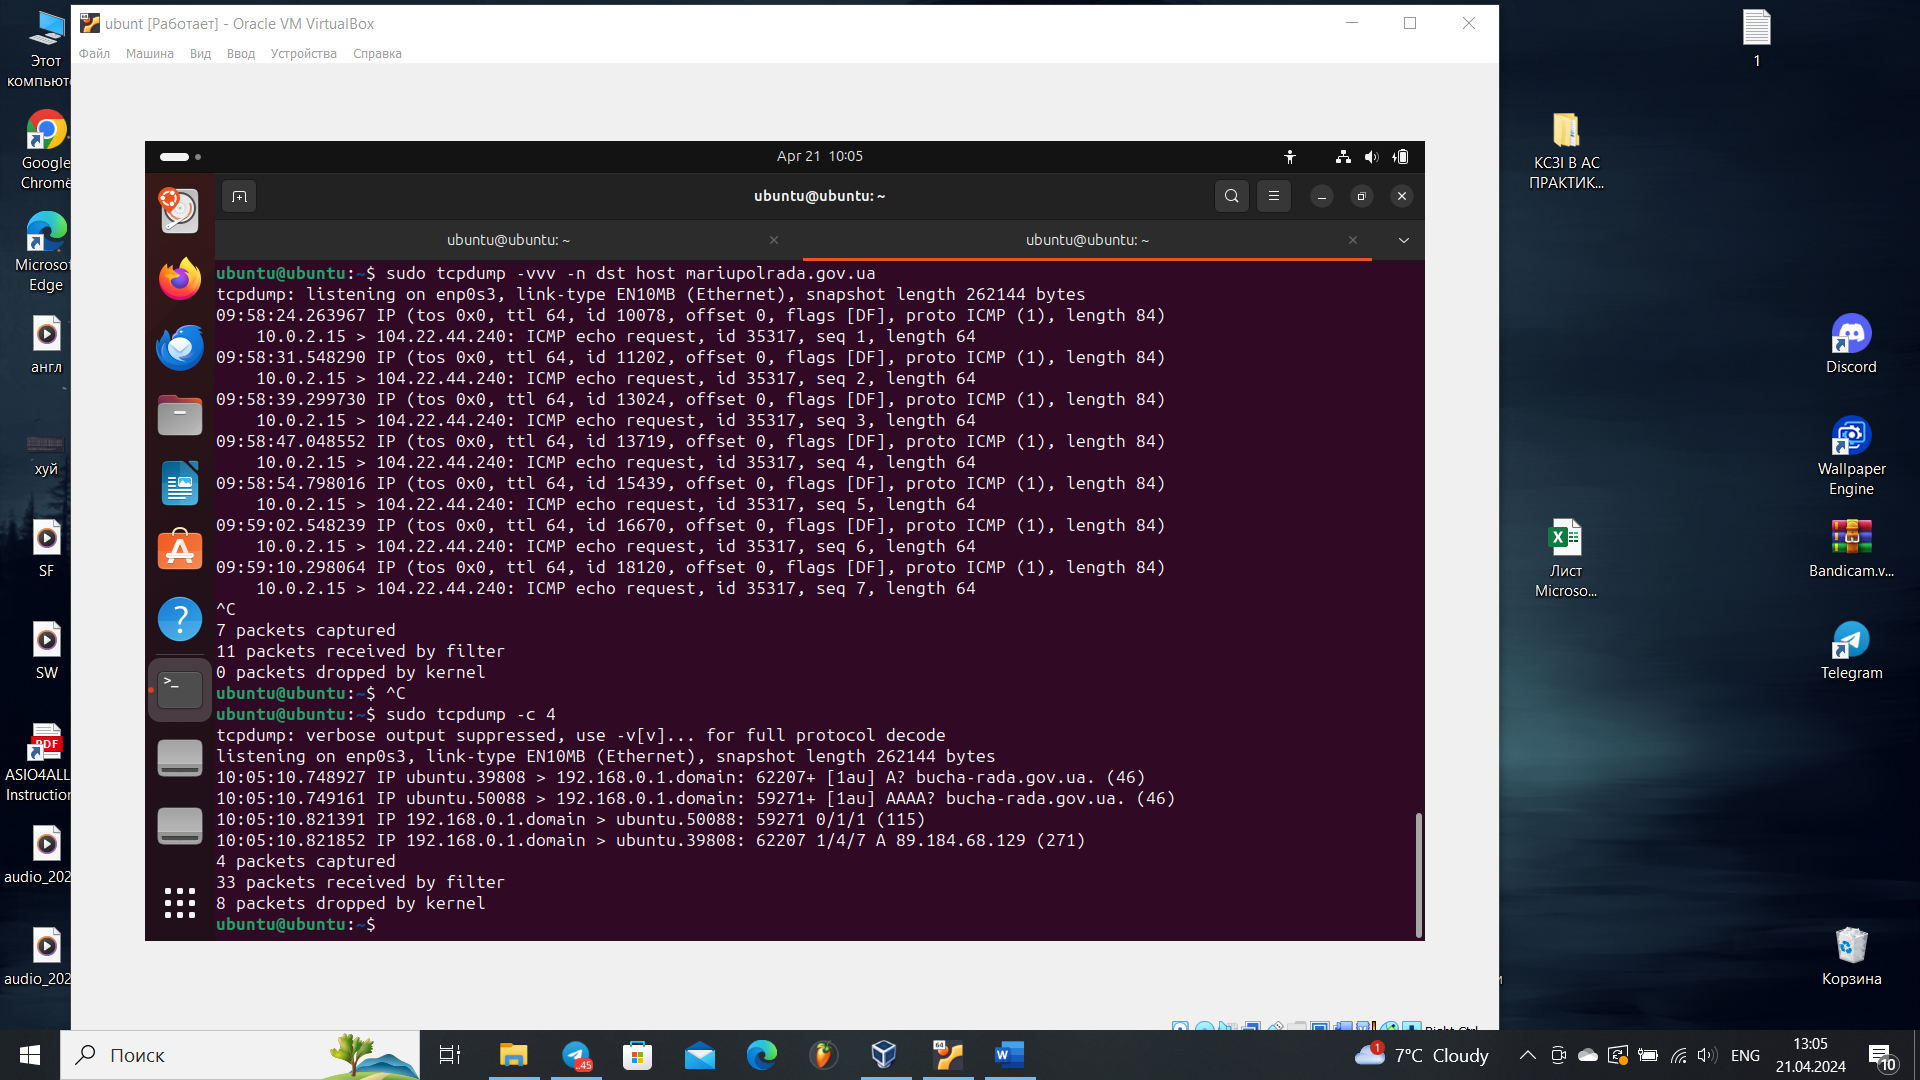 ubunt [Работает] - Oracle VM VirtualBox
Файл Машина Вид Ввод Устройства Справка
Apr 21 10:05
ubuntu@ubuntu: ~
ubuntu@ubuntu: ~
ubuntu@ubuntu: ~
ubuntu@ubuntu:~$ sudo tcpdump -vvv -n dst host mariupolrada.gov.ua
tcpdump: listening on enp0s3, link-type EN10MB (Ethernet), snapshot length 262144 bytes
09:58:24.263967 IP (tos 0x0, ttl 64, id 10078, offset 0, flags [DF], proto ICMP (1), length 84)
10.0.2.15 > 104.22.44.240: ICMP echo request, id 35317, seq 1, length 64
09:58:31.548290 IP (tos 0x0, ttl 64, id 11202, offset 0, flags [DF], proto ICMP (1), length 84)
10.0.2.15 > 104.22.44.240: ICMP echo request, id 35317, seq 2, length 64
09:58:39.299730 IP (tos 0x0, ttl 64, id 13024, offset 0, flags [DF], proto ICMP (1), length 84)
10.0.2.15 > 104.22.44.240: ICMP echo request, id 35317, seq 3, length 64
09:58:47.048552 IP (tos 0x0, ttl 64, id 13719, offset 0, flags [DF], proto ICMP (1), length 84)
10.0.2.15 > 104.22.44.240: ICMP echo request, id 35317, seq 4, length 64
09:58:54.798016 IP (tos 0x0, ttl 64, id 15439, offset 0, flags [DF], proto ICMP (1), length 84)
10.0.2.15 > 104.22.44.240: ICMP echo request, id 35317, seq 5, length 64
09:59:02.548239 IP (tos 0x0, ttl 64, id 16670, offset 0, flags [DF], proto ICMP (1), length 84)
10.0.2.15 > 104.22.44.240: ICMP echo request, id 35317, seq 6, length 64
09:59:10.298064 IP (tos 0x0, ttl 64, id 18120, offset 0, flags [DF], proto ICMP (1), length 84)
10.0.2.15 > 104.22.44.240: ICMP echo request, id 35317, seq 7, length 64
^C
7 packets captured
11 packets received by filter
0 packets dropped by kernel
ubuntu@ubuntu:~$ ^C
ubuntu@ubuntu:~$ sudo tcpdump -c 4
tcpdump: verbose output suppressed, use -v[v]... for full protocol decode
listening on enp0s3, link-type EN10MB (Ethernet), snapshot length 262144 bytes
10:05:10.748927 IP ubuntu.39808 > 192.168.0.1.domain: 62207+ [1au] A? bucha-rada.gov.ua. (46)
10:05:10.749161 IP ubuntu.50088 > 192.168.0.1.domain: 59271+ [1au] AAAA? bucha-rada.gov.ua. (46)
10:05:10.821391 IP 192.168.0.1.domain > ubuntu.50088: 59271 0/1/1 (115)
10:05:10.821852 IP 192.168.0.1.domain > ubuntu.39808: 62207 1/4/7 A 89.184.68.129 (271)
4 packets captured
33 packets received by filter
8 packets dropped by kernel
ubuntu@ubuntu:~$
Right Ctrl
Этот
компьют
Google
Chrome
Microsof
Edge
англ
хуй
SF
SW
PDF
ASIO4ALL
Instruction
audio_202
audio_202
1
КСЗІ В АС
ПРАКТИК...
Discord
Wallpaper
Engine
Лист
Microso...
Bandicam.v...
Telegram
Корзина
Поиск
.45
64
1
7°C Cloudy
ENG
13:05
21.04.2024
10